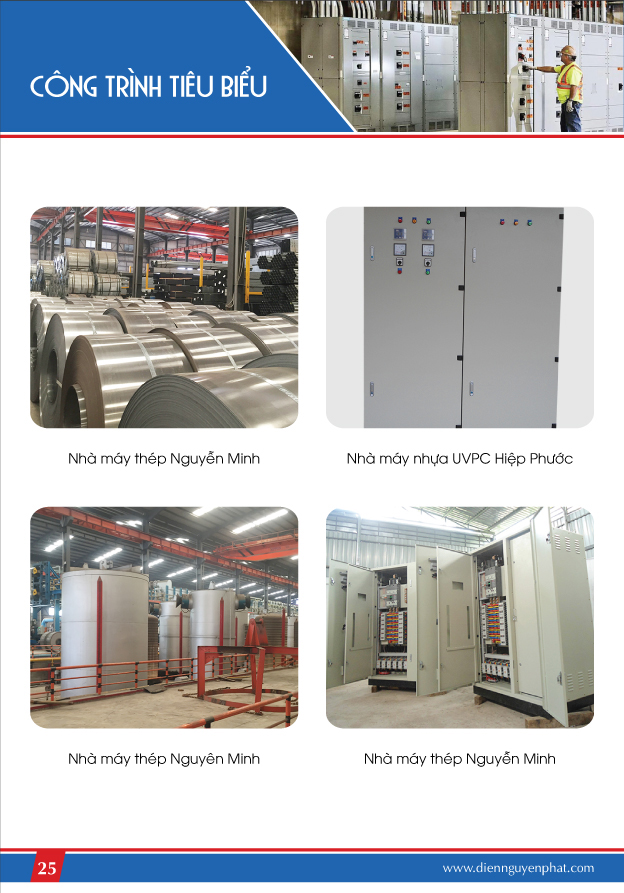 CÔNG TRÌNH TIÊU BIỂU
Nhà máy thép Nguyễn Minh
Nhà máy nhựa UVPC Hiệp Phước
Nhà máy thép Nguyên Minh
Nhà máy thép Nguyễn Minh
25
www.diennguyenphat.com